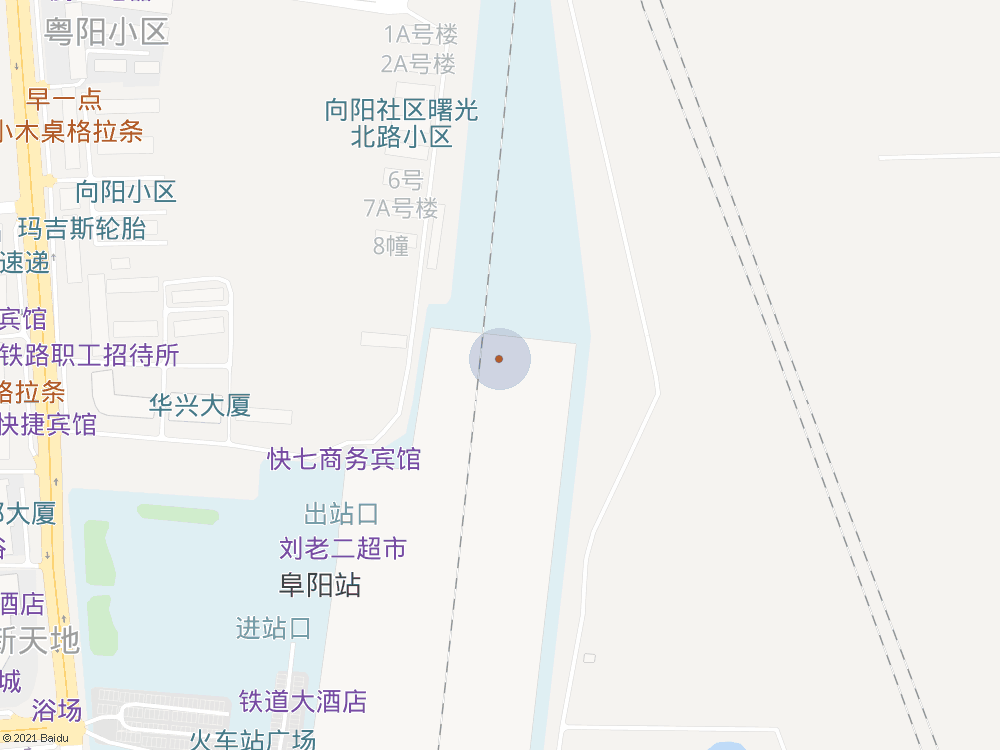 粤阳小区
1A号楼
2A号楼
早一点
小木桌格拉条
向阳社区曙光
北路小区
向阳小区
6号
7A号楼
玛吉斯轮胎
8幢
速递
宾馆
铁路职工招待所
格拉条
华兴大厦
快捷宾馆
快七商务宾馆
大厦
出站口
刘老二超市
阜阳站
酒店
进站口
新天地
城
铁道大酒店
浴场
火车站广场
© 2021 Baidu